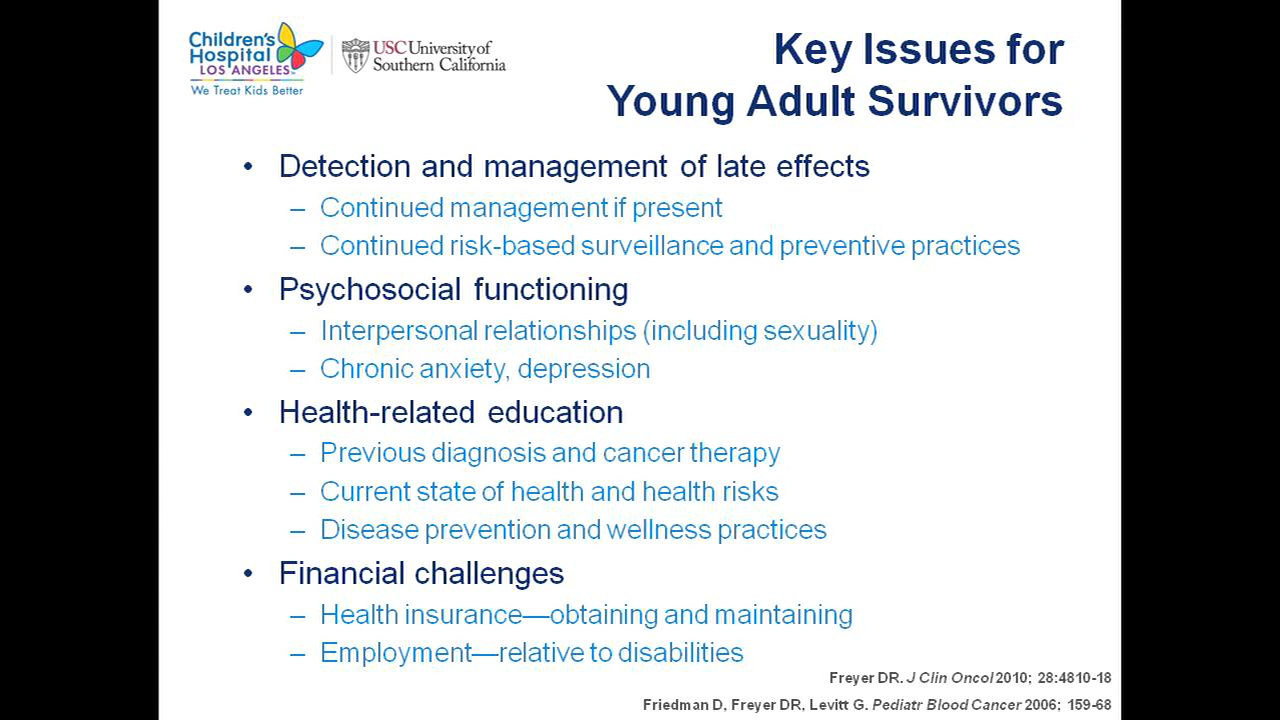 Children's
Hospital
LOS ANGELES
We Treat Kids Better
USC University of
Southern California
Key Issues for
Young Adult Survivors
• Detection and management of late effects
– Continued management if present
– Continued risk-based surveillance and preventive practices
• Psychosocial functioning
– Interpersonal relationships (including sexuality)
– Chronic anxiety, depression
• Health-related education
– Previous diagnosis and cancer therapy
– Current state of health and health risks
– Disease prevention and wellness practices
• Financial challenges
– Health insurance—obtaining and maintaining
– Employment—relative to disabilities
Freyer DR. J Clin Oncol 2010; 28:4810-18
Friedman D, Freyer DR, Levitt G. Pediatr Blood Cancer 2006; 159-68